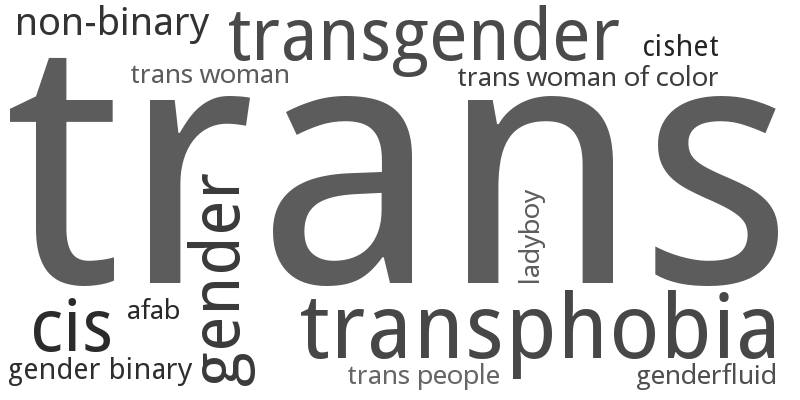 non-binary
transgender
cishet
trans woman
trans woman of color
trans
gender
ladyboy
cis
afab
transphobia
gender binary
trans people
genderfluid